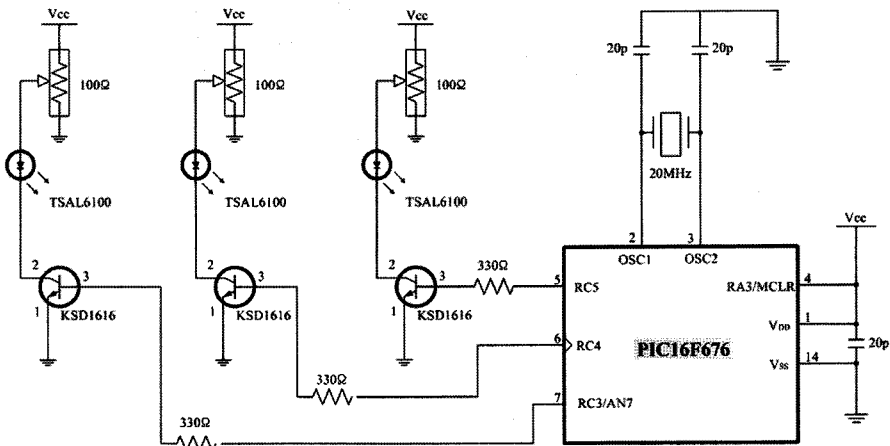 Vcc Vcc Vcc
20p 20p
100Ω 100Ω 100Ω
20MHz
TSAL6100 TSAL6100 TSAL6100
2 3
OSC1 OSC2
Vcc
2 3 2 3 2 3 330Ω 5 RC5 RA3/MCLR 4
1 KSD1616 1 KSD1616 1 KSD1616
VDD 1
6 RC4 PIC16F676 20p
VSS 14
330Ω 7 RC3/AN7
330Ω